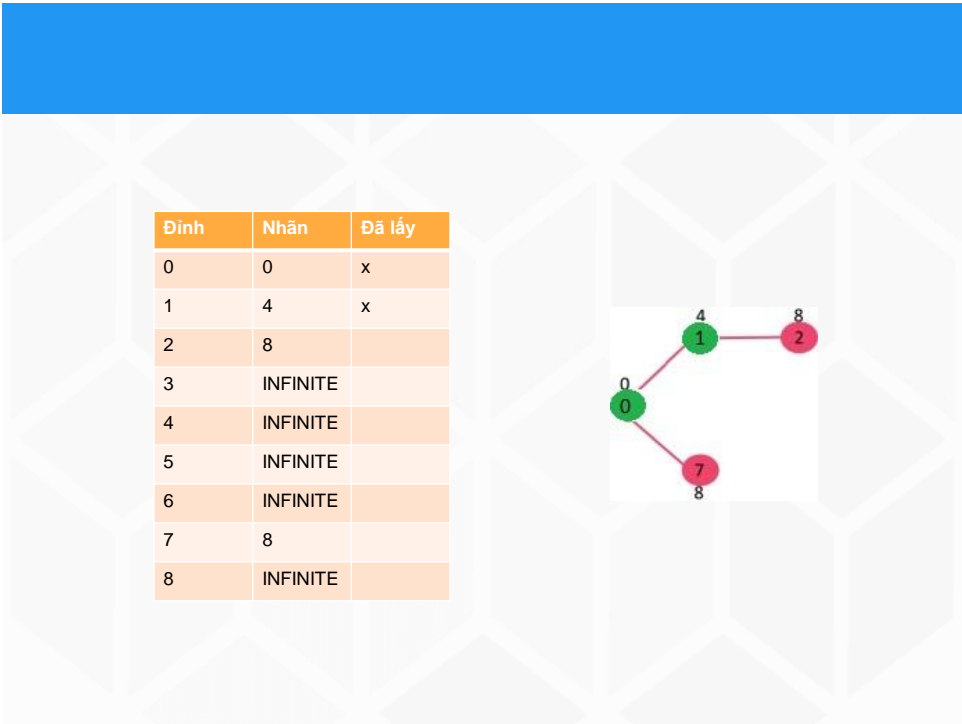 Đỉnh Nhãn Đã lấy
0 0 x
1 4 x
2 8
3 INFINITE
4 INFINITE
5 INFINITE
6 INFINITE
7 8
8 INFINITE
4 8
1 2
0
0
7
8